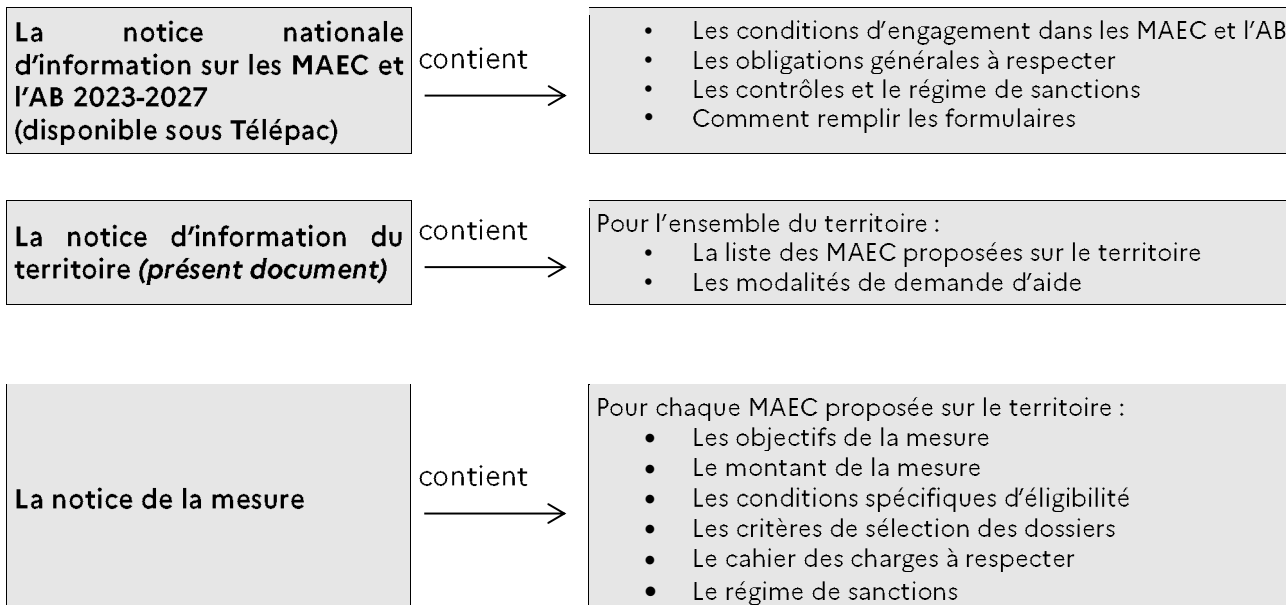 La notice nationale
d'information sur les MAEC et
l'AB 2023-2027
(disponible sous Télépac)
contient
• Les conditions d'engagement dans les MAEC et l'AB
• Les obligations générales à respecter
• Les contrôles et le régime de sanctions
• Comment remplir les formulaires
La notice d'information du
territoire (présent document)
contient
Pour l'ensemble du territoire :
• La liste des MAEC proposées sur le territoire
• Les modalités de demande d'aide
La notice de la mesure
contient
Pour chaque MAEC proposée sur le territoire :
• Les objectifs de la mesure
• Le montant de la mesure
• Les conditions spécifiques d'éligibilité
• Les critères de sélection des dossiers
• Le cahier des charges à respecter
• Le régime de sanctions